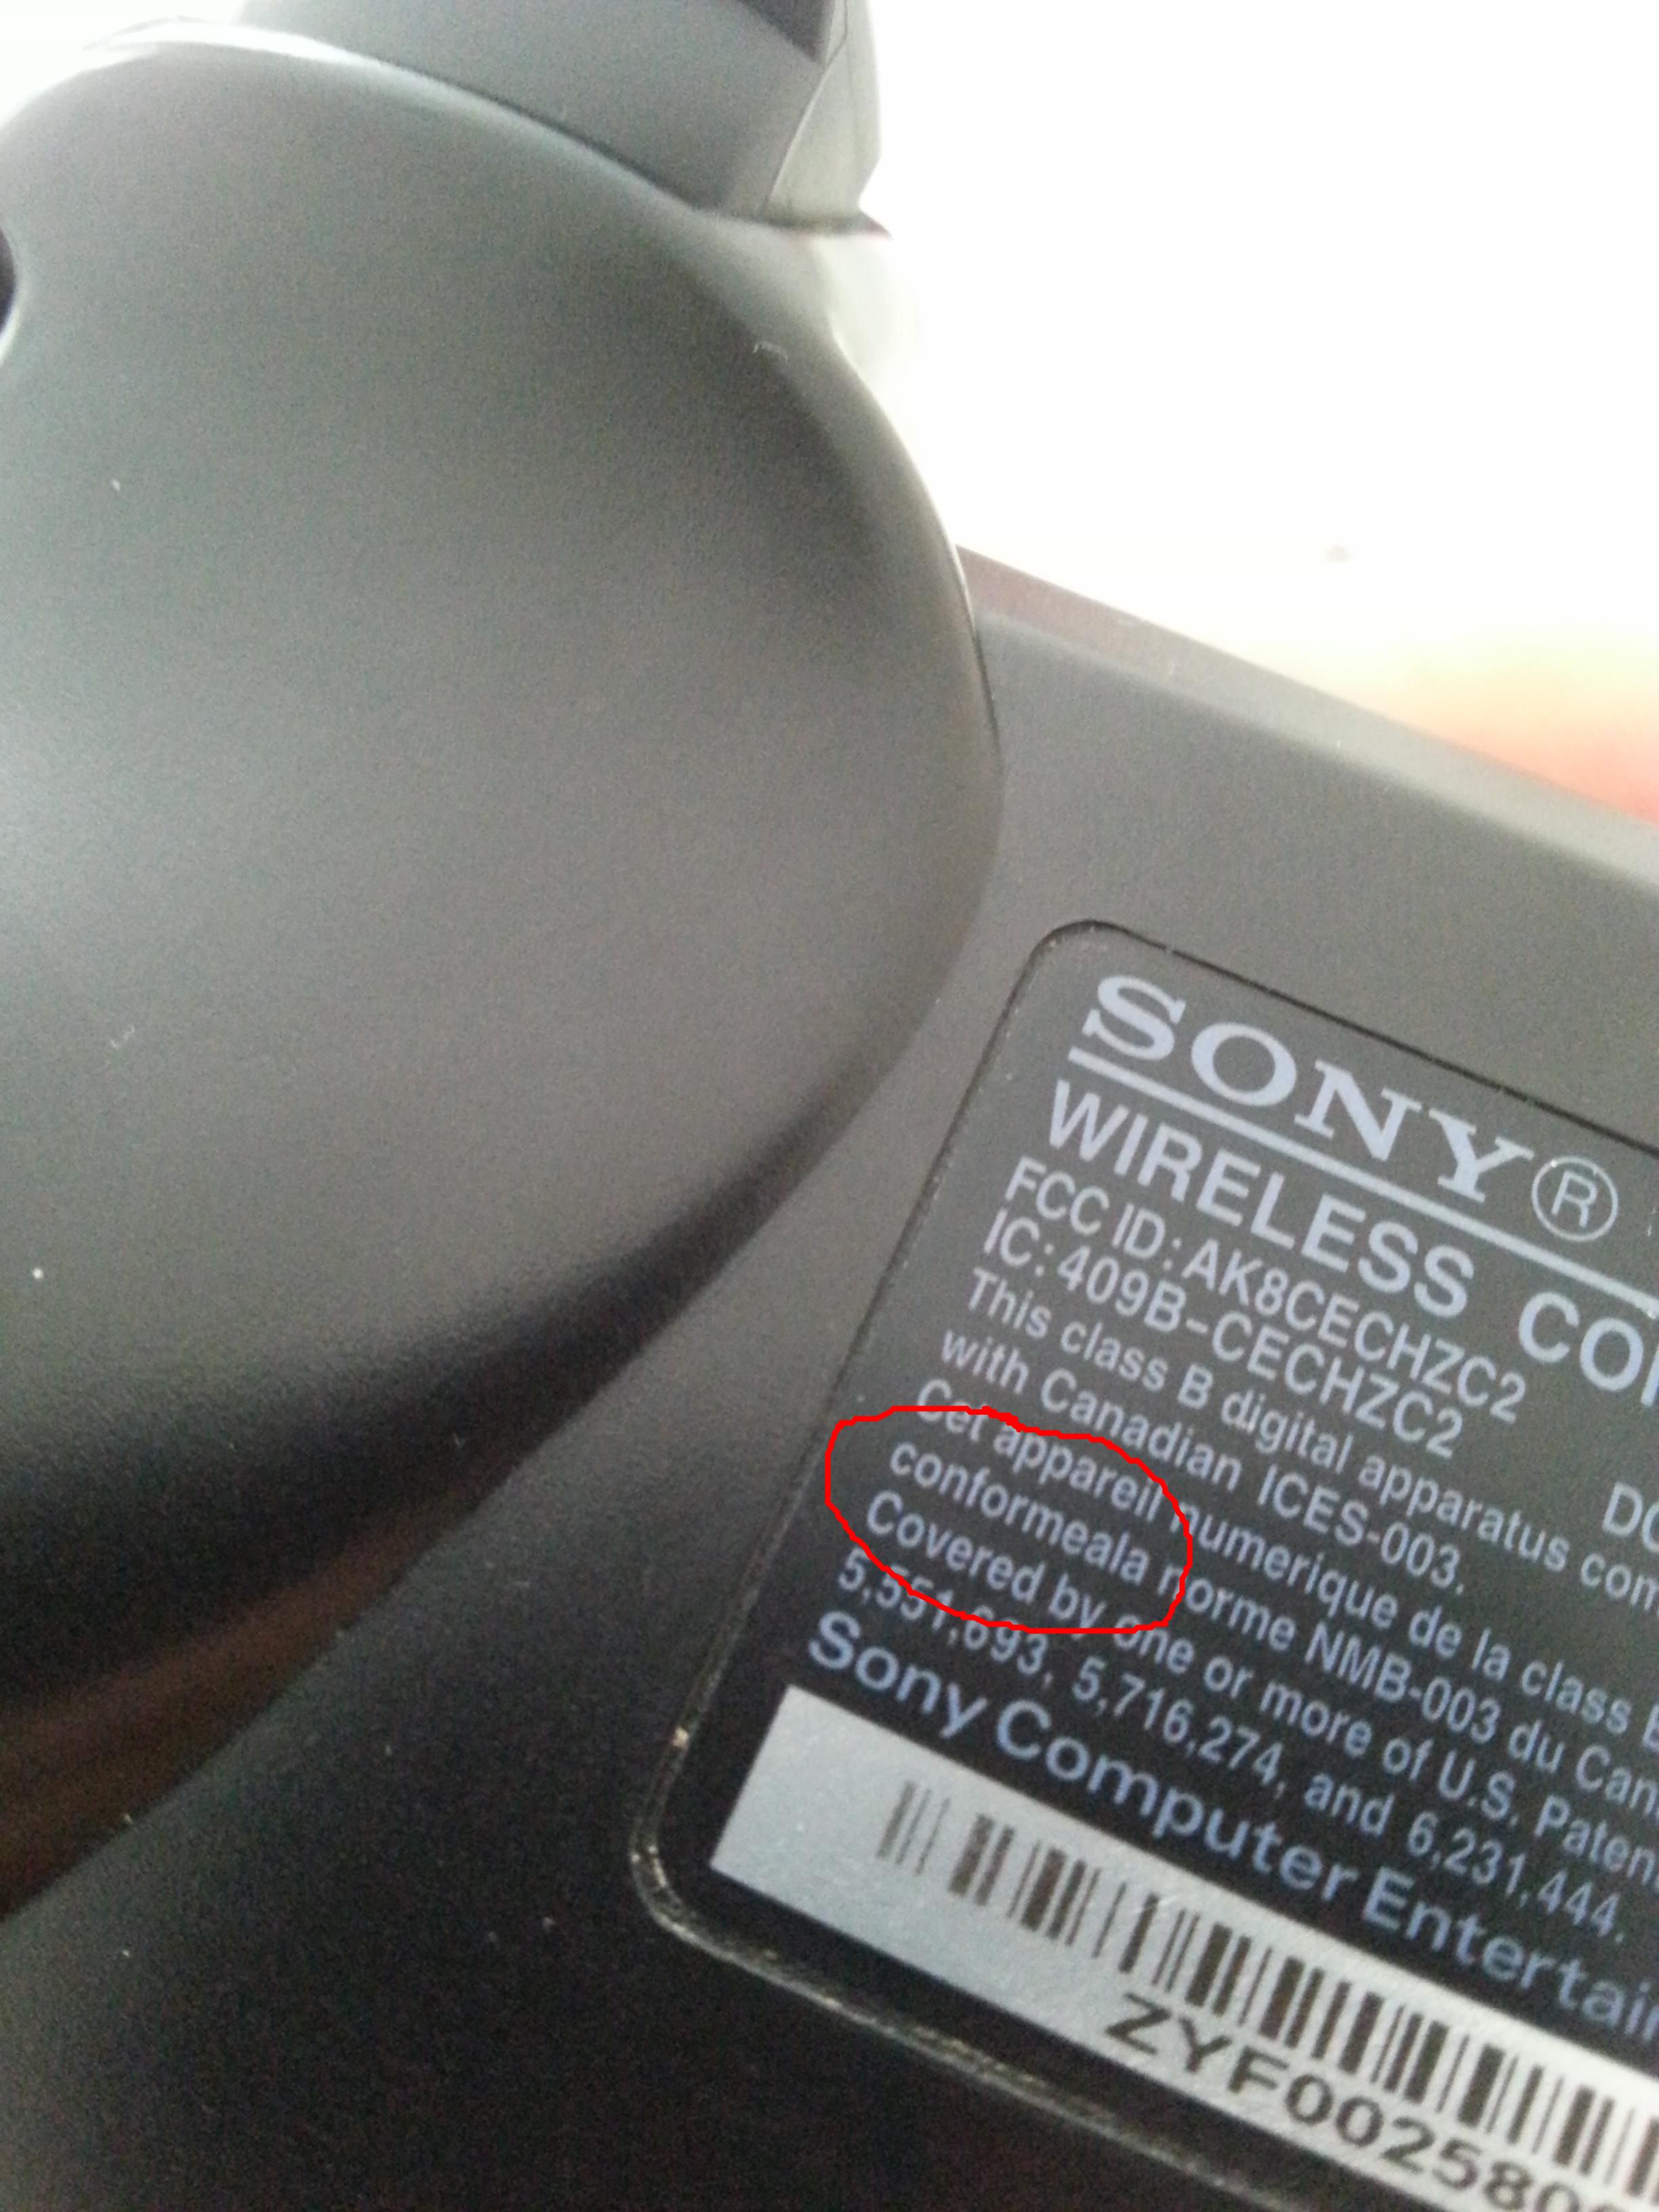 SONY®
WIRELESS CO
FCC ID: AK8CECHZC2
IC: 409B-CECHZC2
DC
This class B digital apparatus com
with Canadian ICES-003.
Cet appareil numerique de la class B
conformeala norme NMB-003 du Can
Covered by one or more of U.S. Paten
5,551,693, 5,716,274, and 6,231,444.
Sony Computer Entertain
ZYF002580